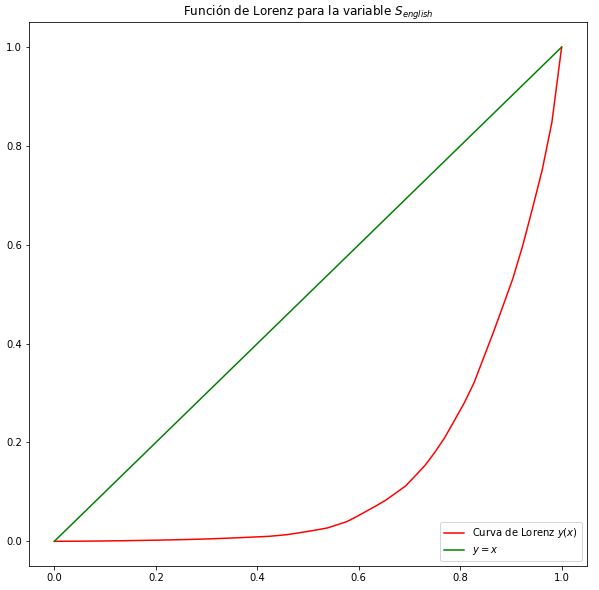 Función de Lorenz para la variable $S_{english}$
1.0
0.8
0.6
0.4
0.2
0.0
0.0 0.2 0.4 0.6 0.8 1.0
Curva de Lorenz y(x)
y = x